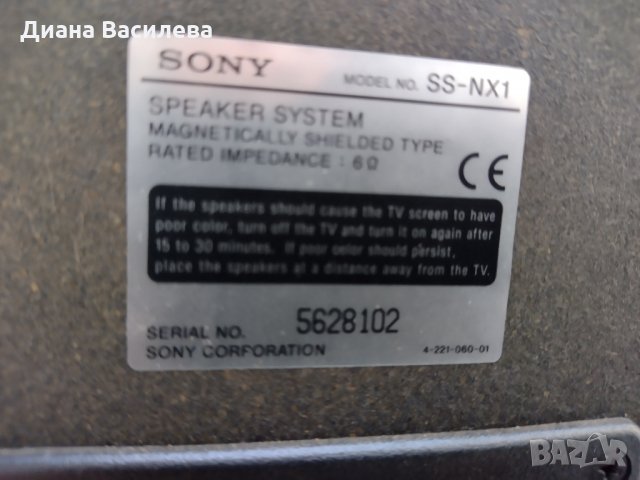 Диана Василева
SONY MODEL NO. SS-NX1
SPEAKER SYSTEM
MAGNETICALLY SHIELDED TYPE
RATED IMPEDANCE : 6Ω
CE
If the speakers should cause the TV screen to have
poor color, turn off the TV and turn it on again after
15 to 30 minutes. If poor color should persist,
place the speakers at a distance away from the TV.
SERIAL NO. 5628102
SONY CORPORATION 4-221-060-01
BAZAR